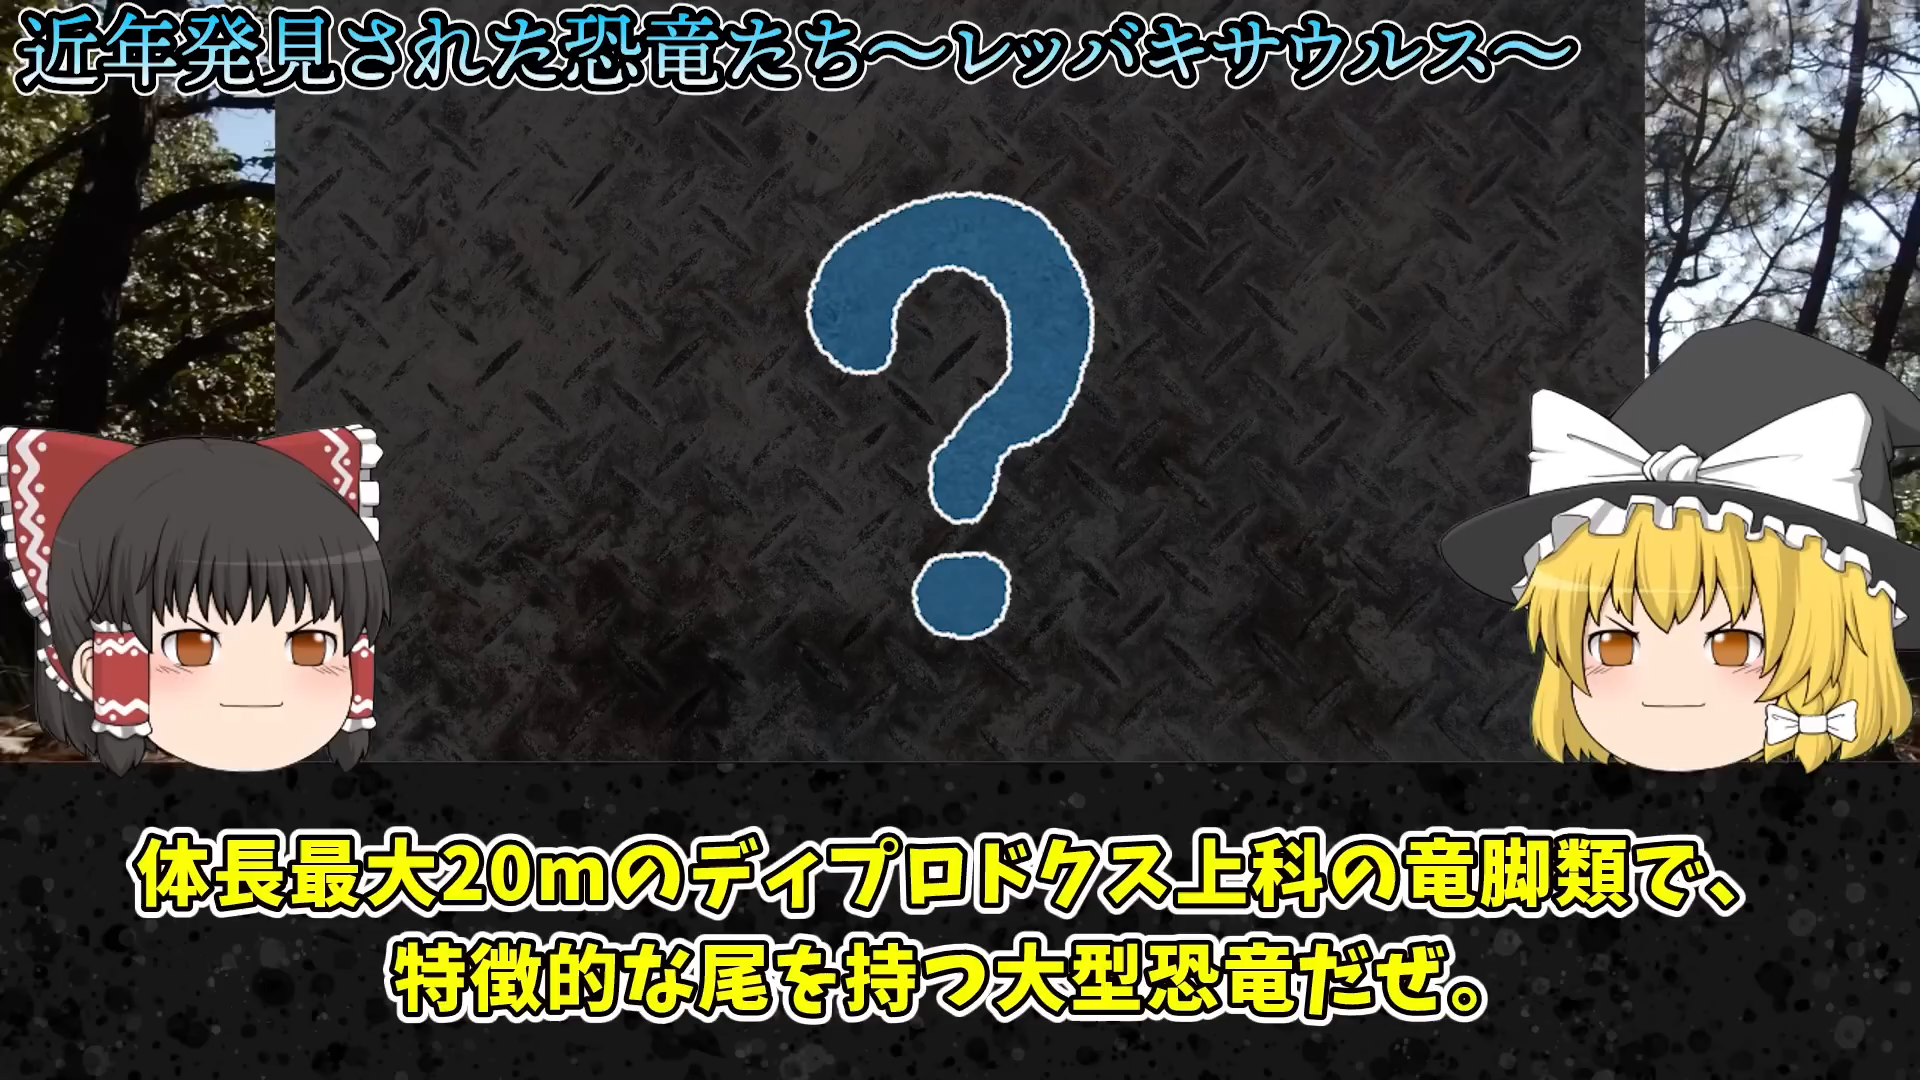 近年発見された恐竜たち～レッバキサウルス～
体長最大20mのディプロドクス上科の竜脚類で、
特徴的な尾を持つ大型恐竜だぜ。